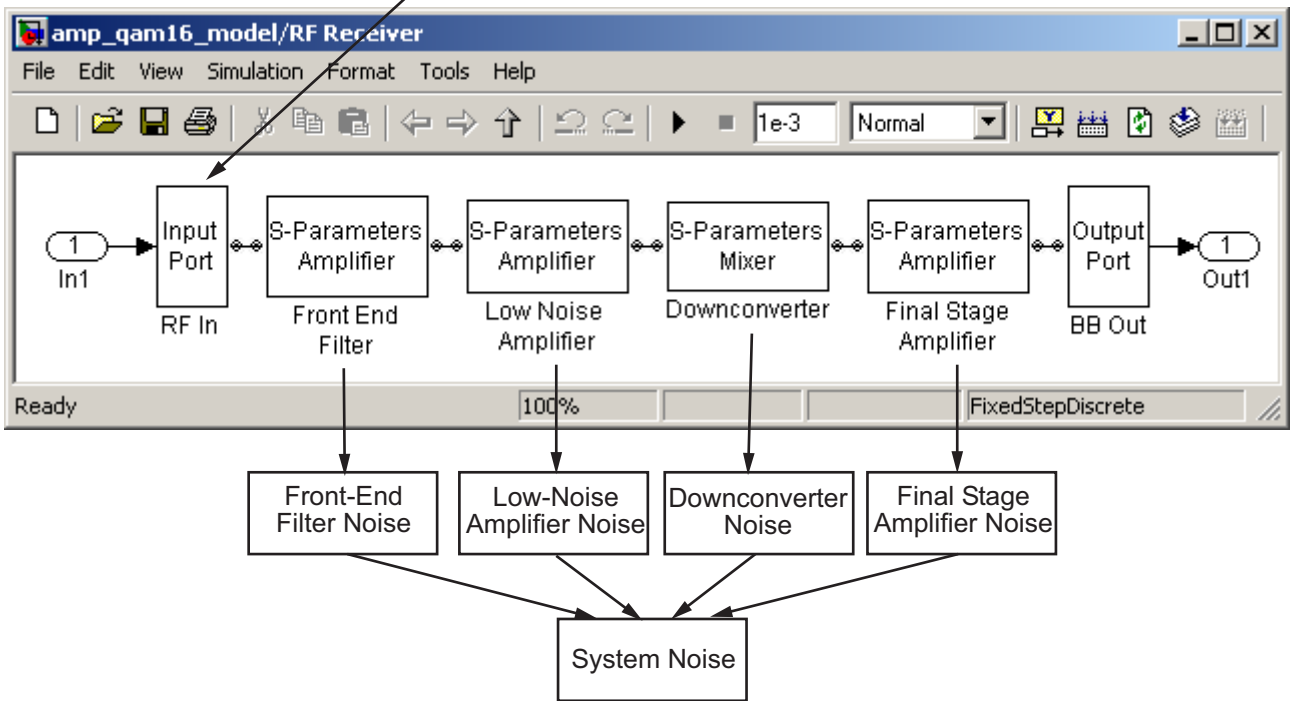 amp_qam16_model/RF Receiver
File Edit View Simulation Format Tools Help
1e-3 Normal
1
In1
Input
Port
RF In
S-Parameters
Amplifier
Front End
Filter
S-Parameters
Amplifier
Low Noise
Amplifier
S-Parameters
Mixer
Downconverter
S-Parameters
Amplifier
Final Stage
Amplifier
Output
Port
BB Out
1
Out1
Ready 100% FixedStepDiscrete
Front-End
Filter Noise
Low-Noise
Amplifier Noise
Downconverter
Noise
Final Stage
Amplifier Noise
System Noise